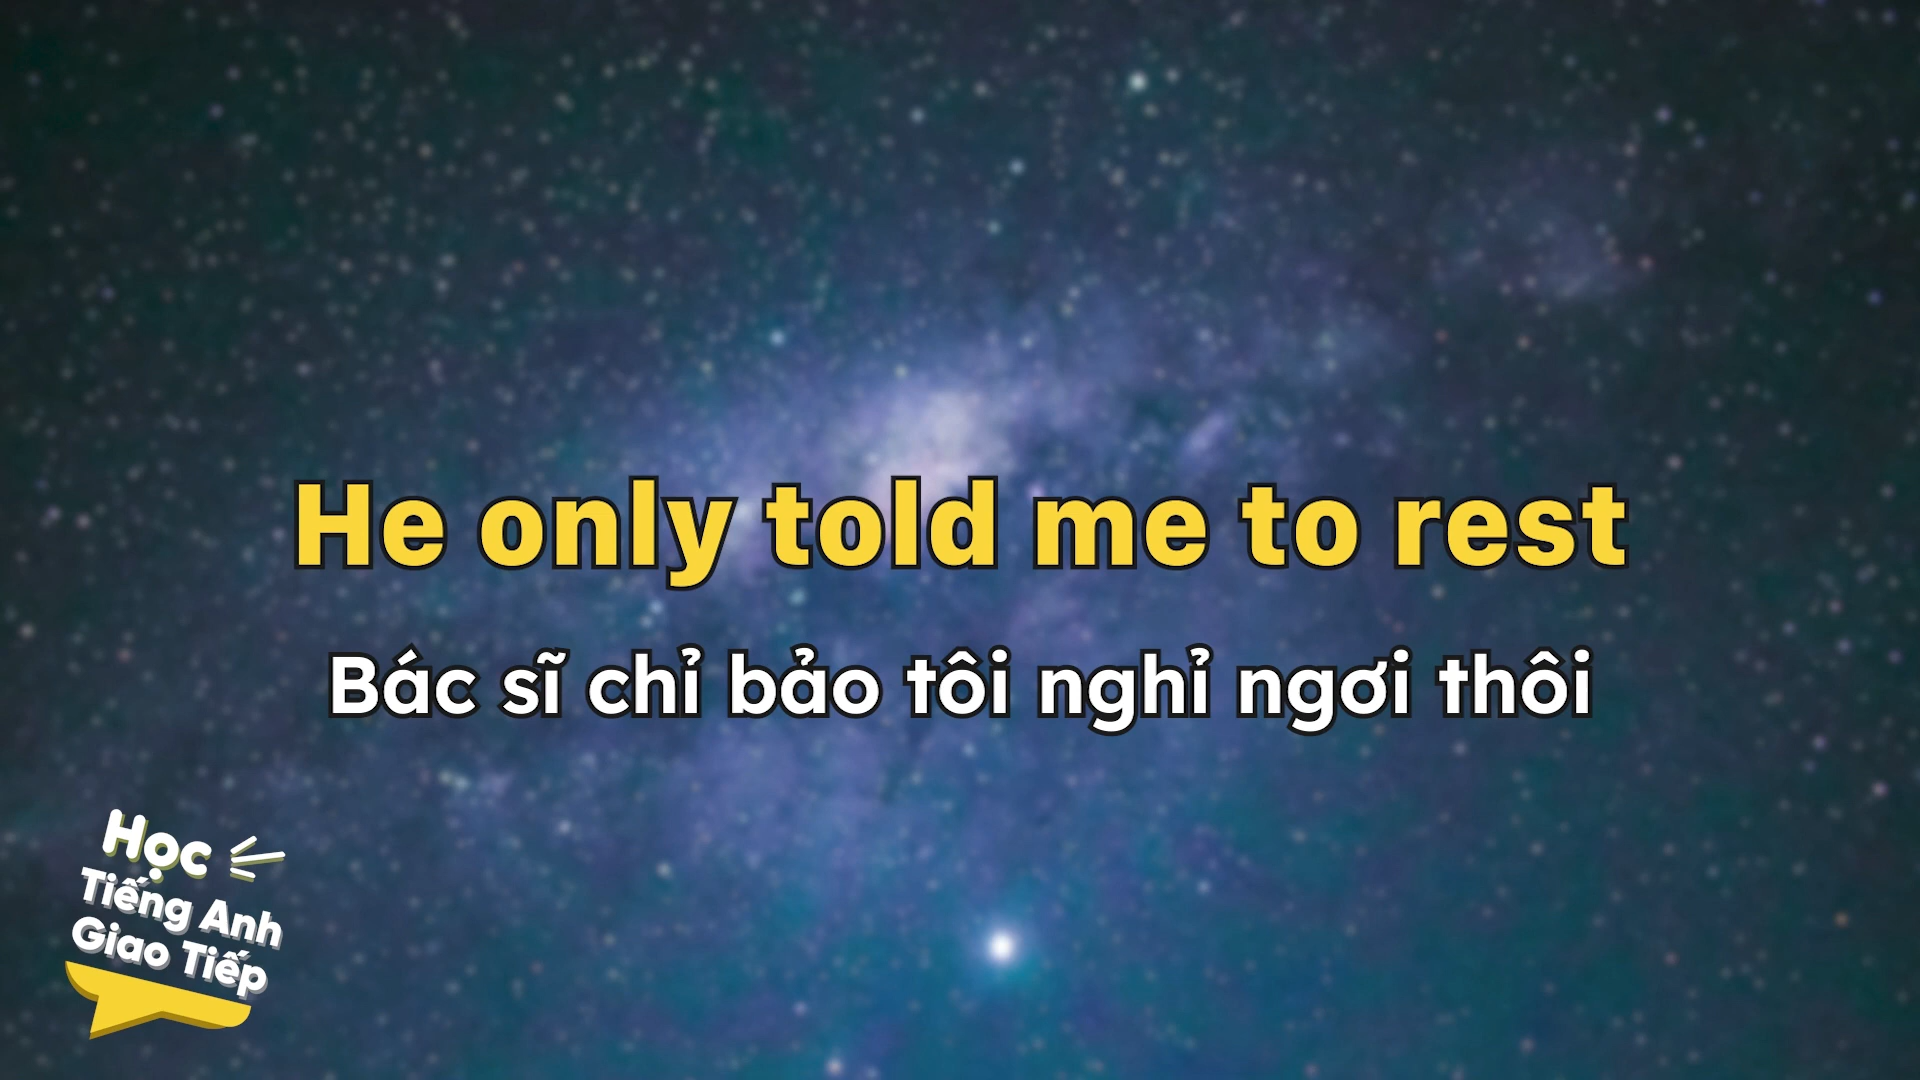 He only told me to rest
Bác sĩ chỉ bảo tôi nghỉ ngơi thôi
Học
Tiếng Anh
Giao Tiếp